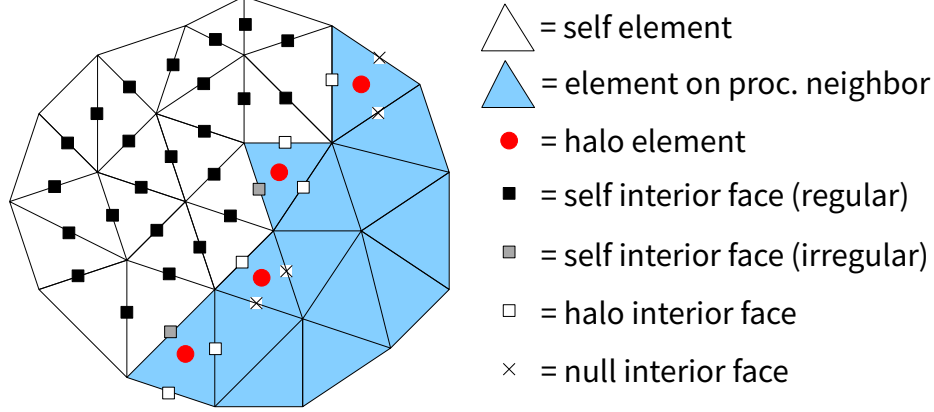 = self element
= element on proc. neighbor
= halo element
= self interior face (regular)
= self interior face (irregular)
= halo interior face
= null interior face